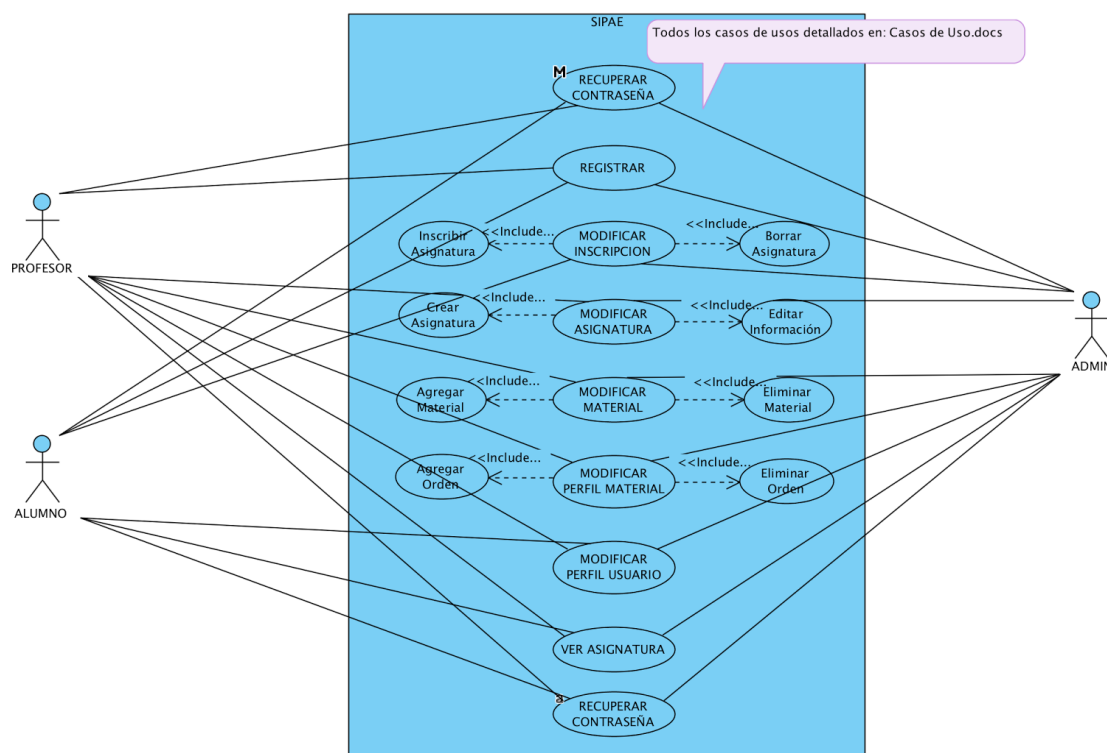 SIPAE
Todos los casos de usos detallados en: Casos de Uso.docs
M
RECUPERAR
CONTRASEÑA
REGISTRAR
PROFESOR
Inscribir
Asignatura
<<Include...
MODIFICAR
INSCRIPCION
<<Include...
Borrar
Asignatura
Crear
Asignatura
<<Include...
MODIFICAR
ASIGNATURA
<<Include...
Editar
Información
ADMIN
Agregar
Material
<<Include...
MODIFICAR
MATERIAL
<<Include...
Eliminar
Material
Agregar
Orden
<<Include...
MODIFICAR
PERFIL MATERIAL
<<Include...
Eliminar
Orden
ALUMNO
MODIFICAR
PERFIL USUARIO
VER ASIGNATURA
a
RECUPERAR
CONTRASEÑA